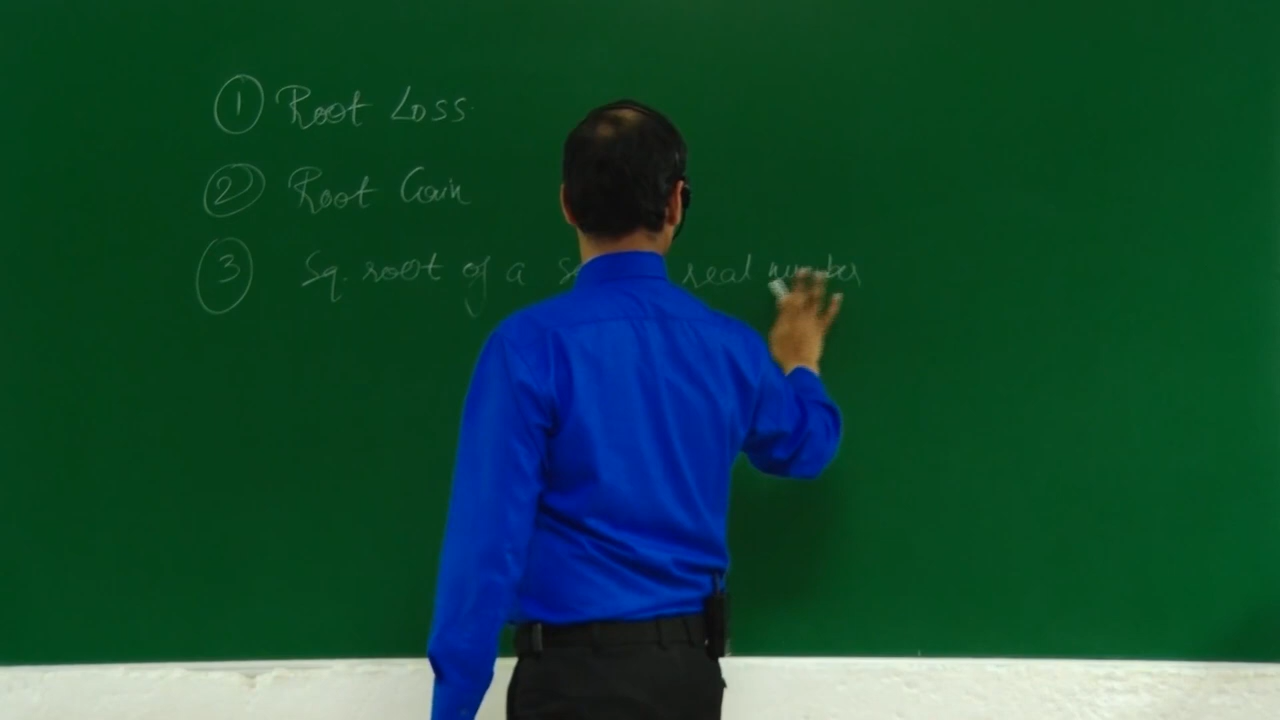 ① Root Loss
② Root Gain
③ Sq. root of a real number